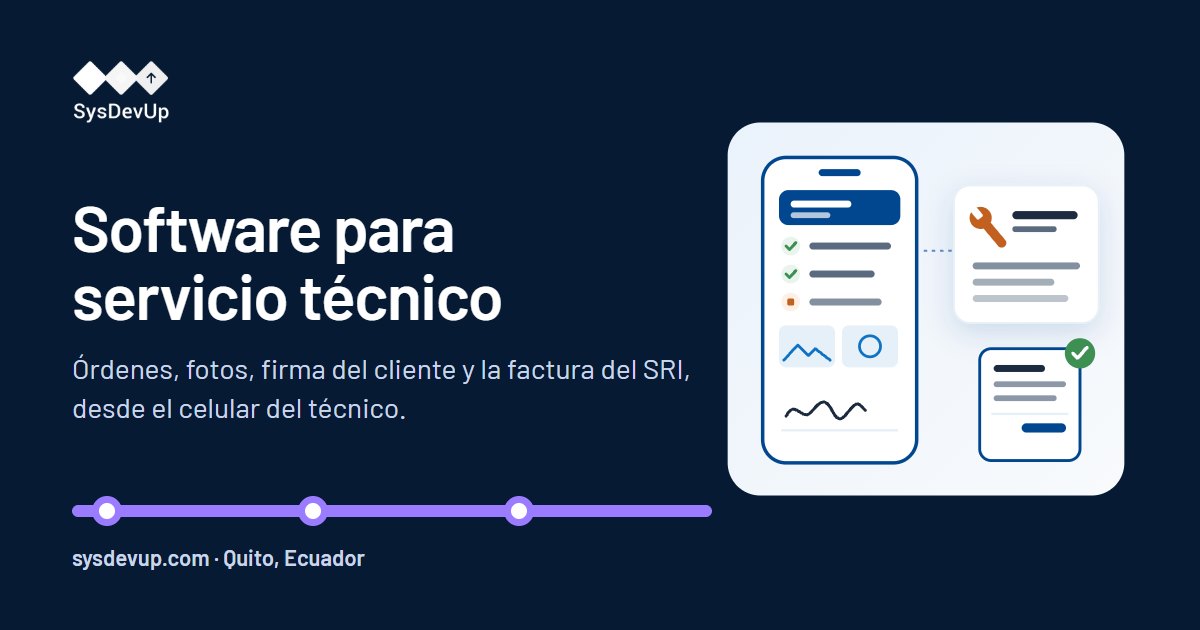 SysDevUp
Software para
servicio técnico
Órdenes, fotos, firma del cliente y la factura del SRI,
desde el celular del técnico.
sysdevup.com · Quito, Ecuador